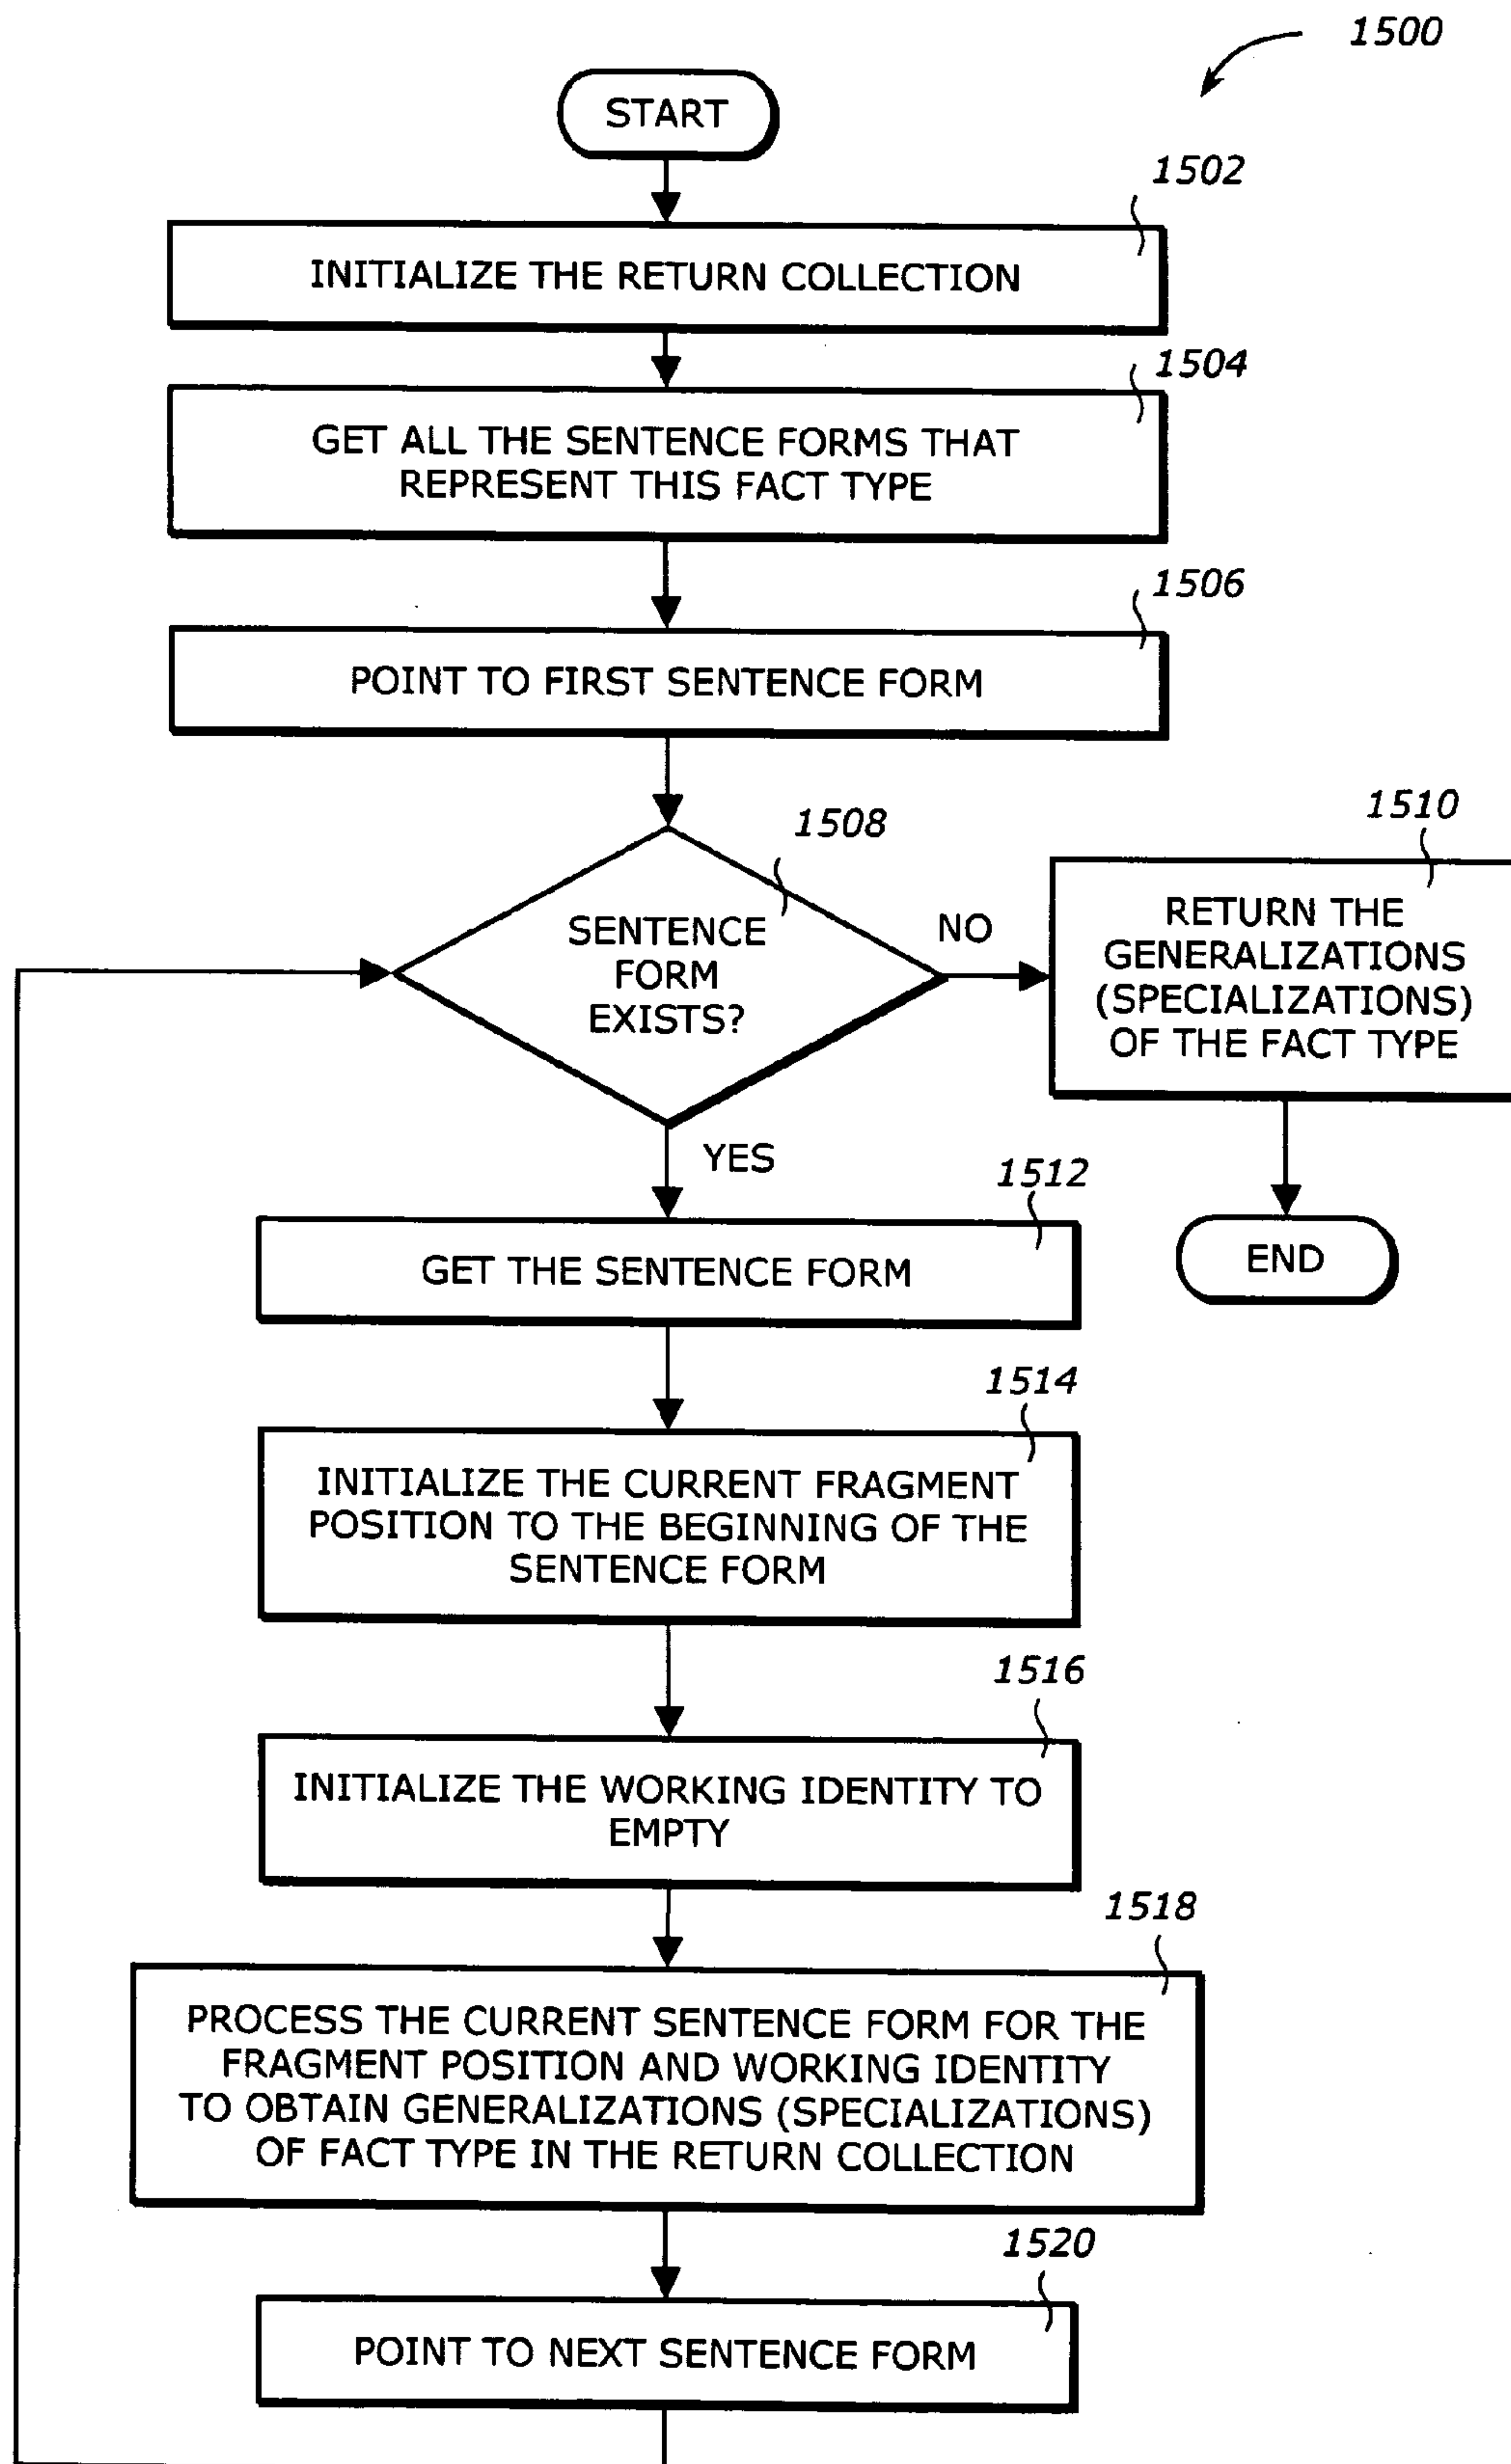 1500
START
1502
INITIALIZE THE RETURN COLLECTION
1504
GET ALL THE SENTENCE FORMS THAT
REPRESENT THIS FACT TYPE
1506
POINT TO FIRST SENTENCE FORM
1508
SENTENCE
FORM
EXISTS?
NO
1510
RETURN THE
GENERALIZATIONS
(SPECIALIZATIONS)
OF THE FACT TYPE
END
YES
1512
GET THE SENTENCE FORM
1514
INITIALIZE THE CURRENT FRAGMENT
POSITION TO THE BEGINNING OF THE
SENTENCE FORM
1516
INITIALIZE THE WORKING IDENTITY TO
EMPTY
1518
PROCESS THE CURRENT SENTENCE FORM FOR THE
FRAGMENT POSITION AND WORKING IDENTITY
TO OBTAIN GENERALIZATIONS (SPECIALIZATIONS)
OF FACT TYPE IN THE RETURN COLLECTION
1520
POINT TO NEXT SENTENCE FORM